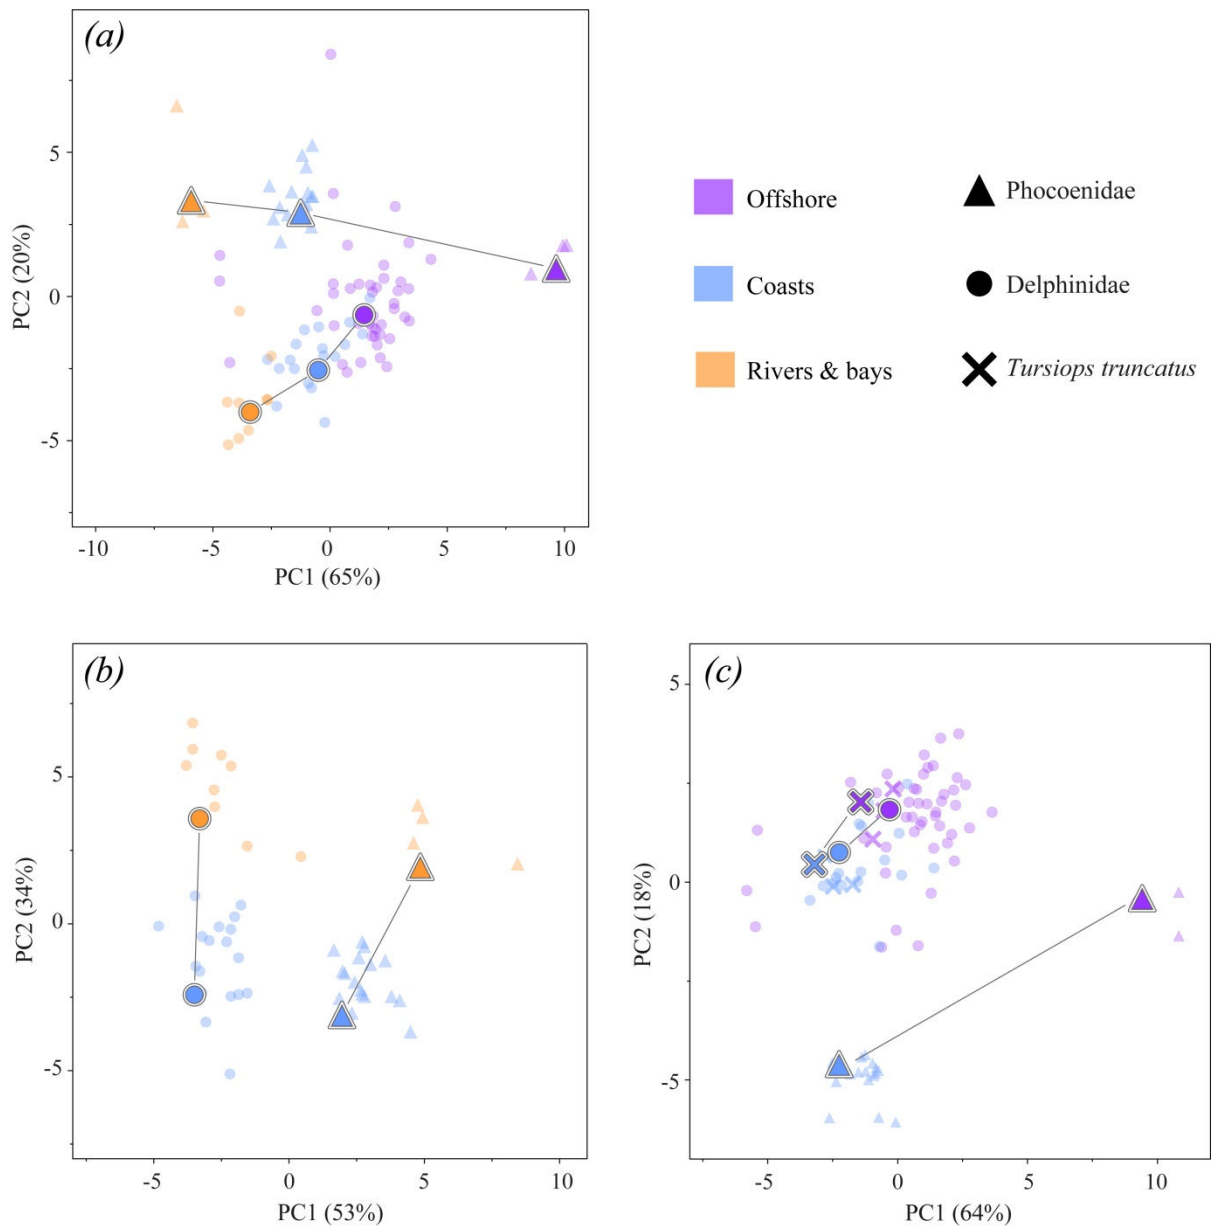 (a)
5
0
-5
PC2 (20%)
-10
-5
0
5
10
PC1 (65%)
Offshore
Coasts
Rivers & bays
Phocoenidae
Delphinidae
Tursiops truncatus
(b)
5
0
-5
PC2 (34%)
-5
0
5
10
PC1 (53%)
(c)
5
0
-5
PC2 (18%)
-5
0
5
10
PC1 (64%)